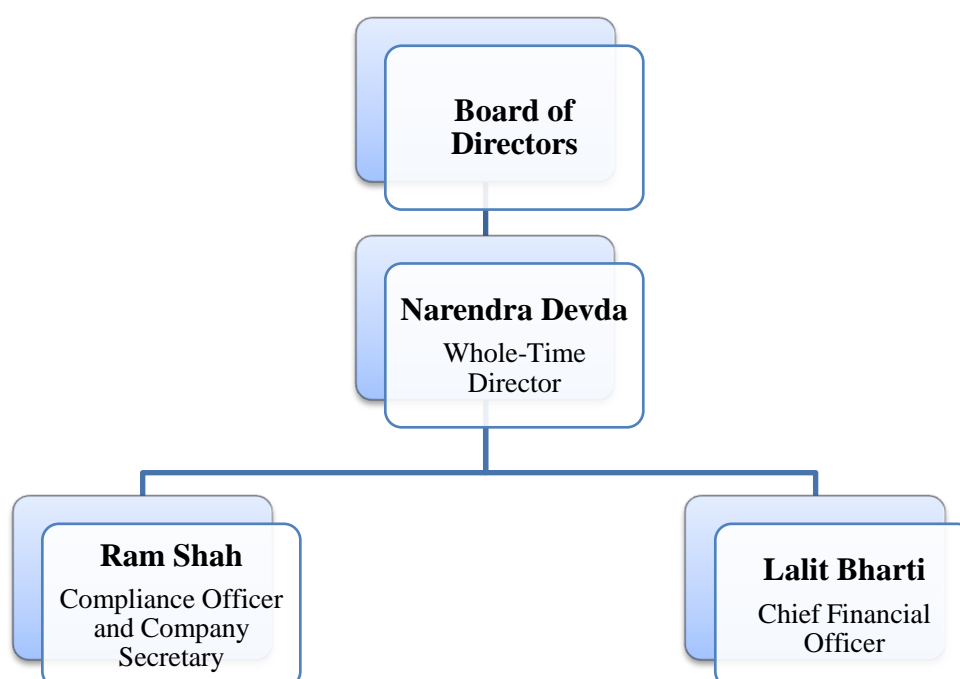 Board of
Directors
Narendra Devda
Whole-Time
Director
Ram Shah
Compliance Officer
and Company
Secretary
Lalit Bharti
Chief Financial
Officer